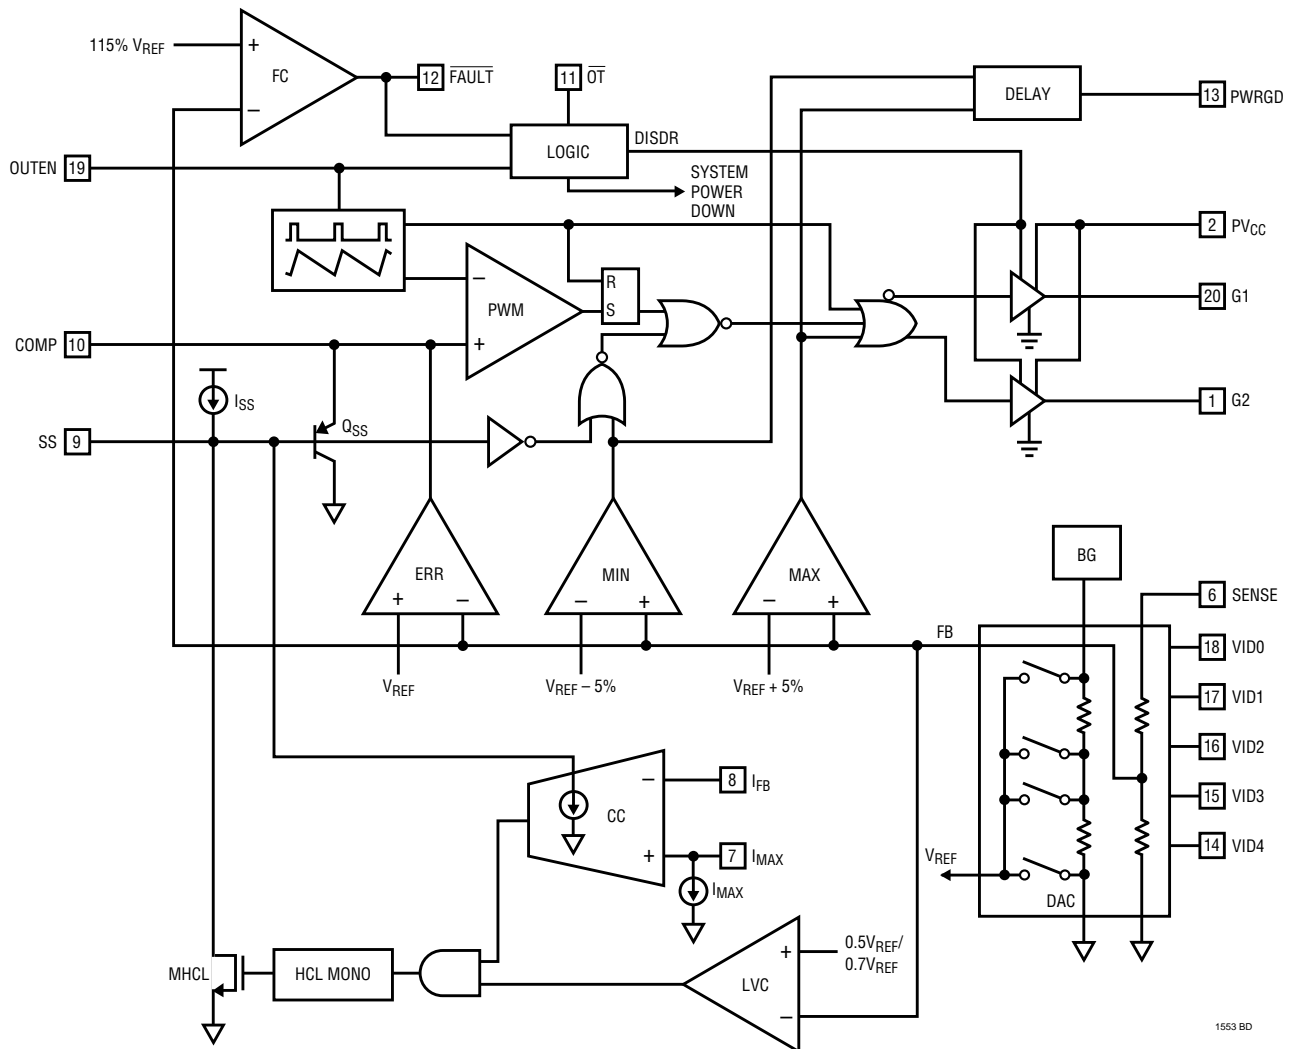 115% VREF
+
−
FC
12 FAULT
11 OT
DELAY
13 PWRGD
LOGIC
DISDR
OUTEN 19
SYSTEM
POWER
DOWN
2 PVCC
PWM
−
+
R
S
20 G1
COMP 10
ISS
1 G2
SS 9
QSS
ERR
+ −
MIN
− +
MAX
− +
BG
6 SENSE
FB
18 VID0
VREF
VREF – 5%
VREF + 5%
17 VID1
16 VID2
−
8 IFB
CC
15 VID3
+
7 IMAX
14 VID4
VREF
IMAX
DAC
+
0.5VREF/
0.7VREF
MHCL
HCL MONO
LVC
−
1553 BD